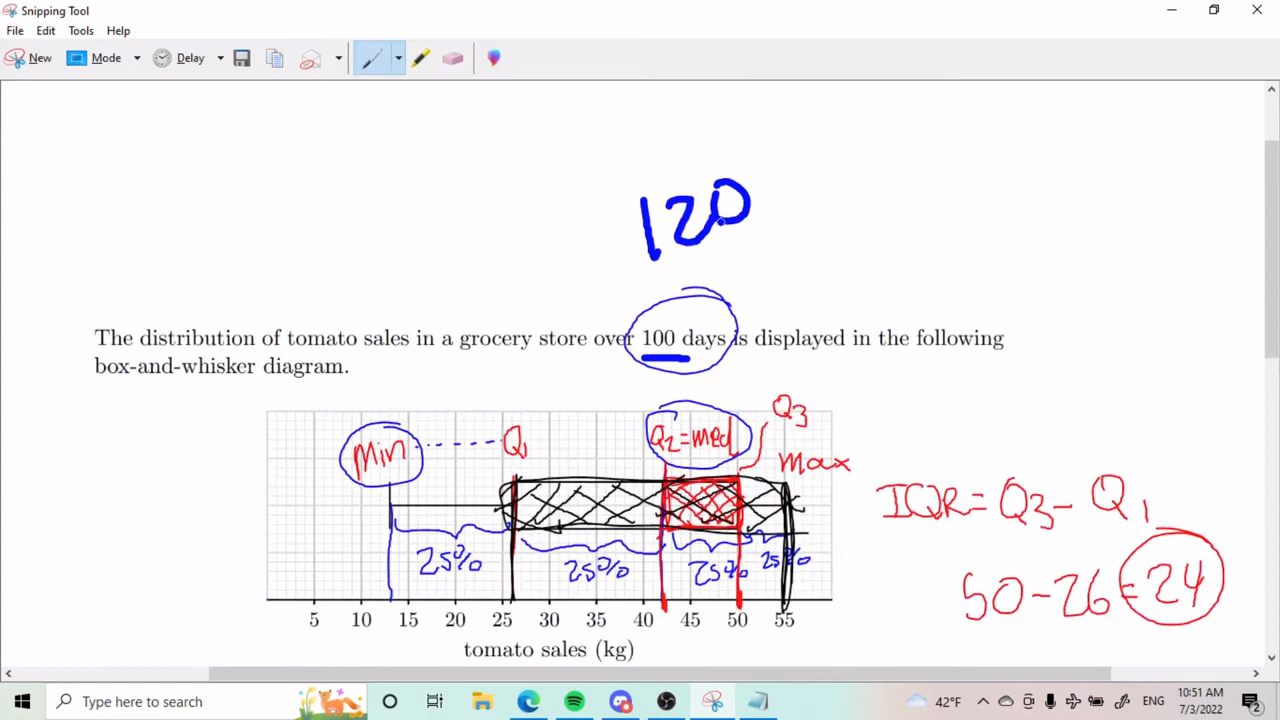 Snipping Tool
File Edit Tools Help
New Mode Delay
120
The distribution of tomato sales in a grocery store over 100 days is displayed in the following
box-and-whisker diagram.
Min Q1 Q2=med Q3
max
25% 25% 25% 25%
IQR = Q3 - Q1
50-26=24
5 10 15 20 25 30 35 40 45 50 55
tomato sales (kg)
Type here to search 42°F ENG 10:51 AM
7/3/2022 2